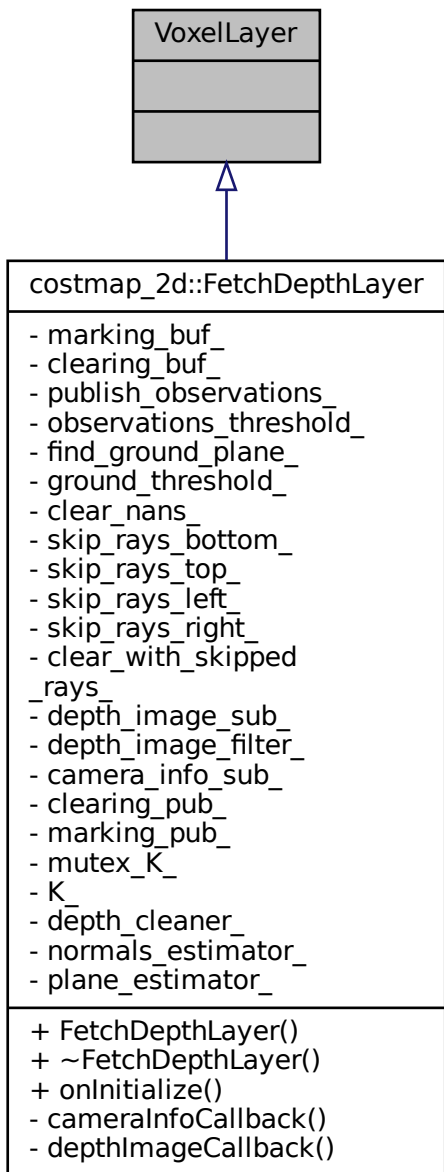 VoxelLayer
costmap_2d::FetchDepthLayer
- marking_buf_
- clearing_buf_
- publish_observations_
- observations_threshold_
- find_ground_plane_
- ground_threshold_
- clear_nans_
- skip_rays_bottom_
- skip_rays_top_
- skip_rays_left_
- skip_rays_right_
- clear_with_skipped
_rays_
- depth_image_sub_
- depth_image_filter_
- camera_info_sub_
- clearing_pub_
- marking_pub_
- mutex_K_
- K_
- depth_cleaner_
- normals_estimator_
- plane_estimator_
+ FetchDepthLayer()
+ ~FetchDepthLayer()
+ onInitialize()
- cameraInfoCallback()
- depthImageCallback()